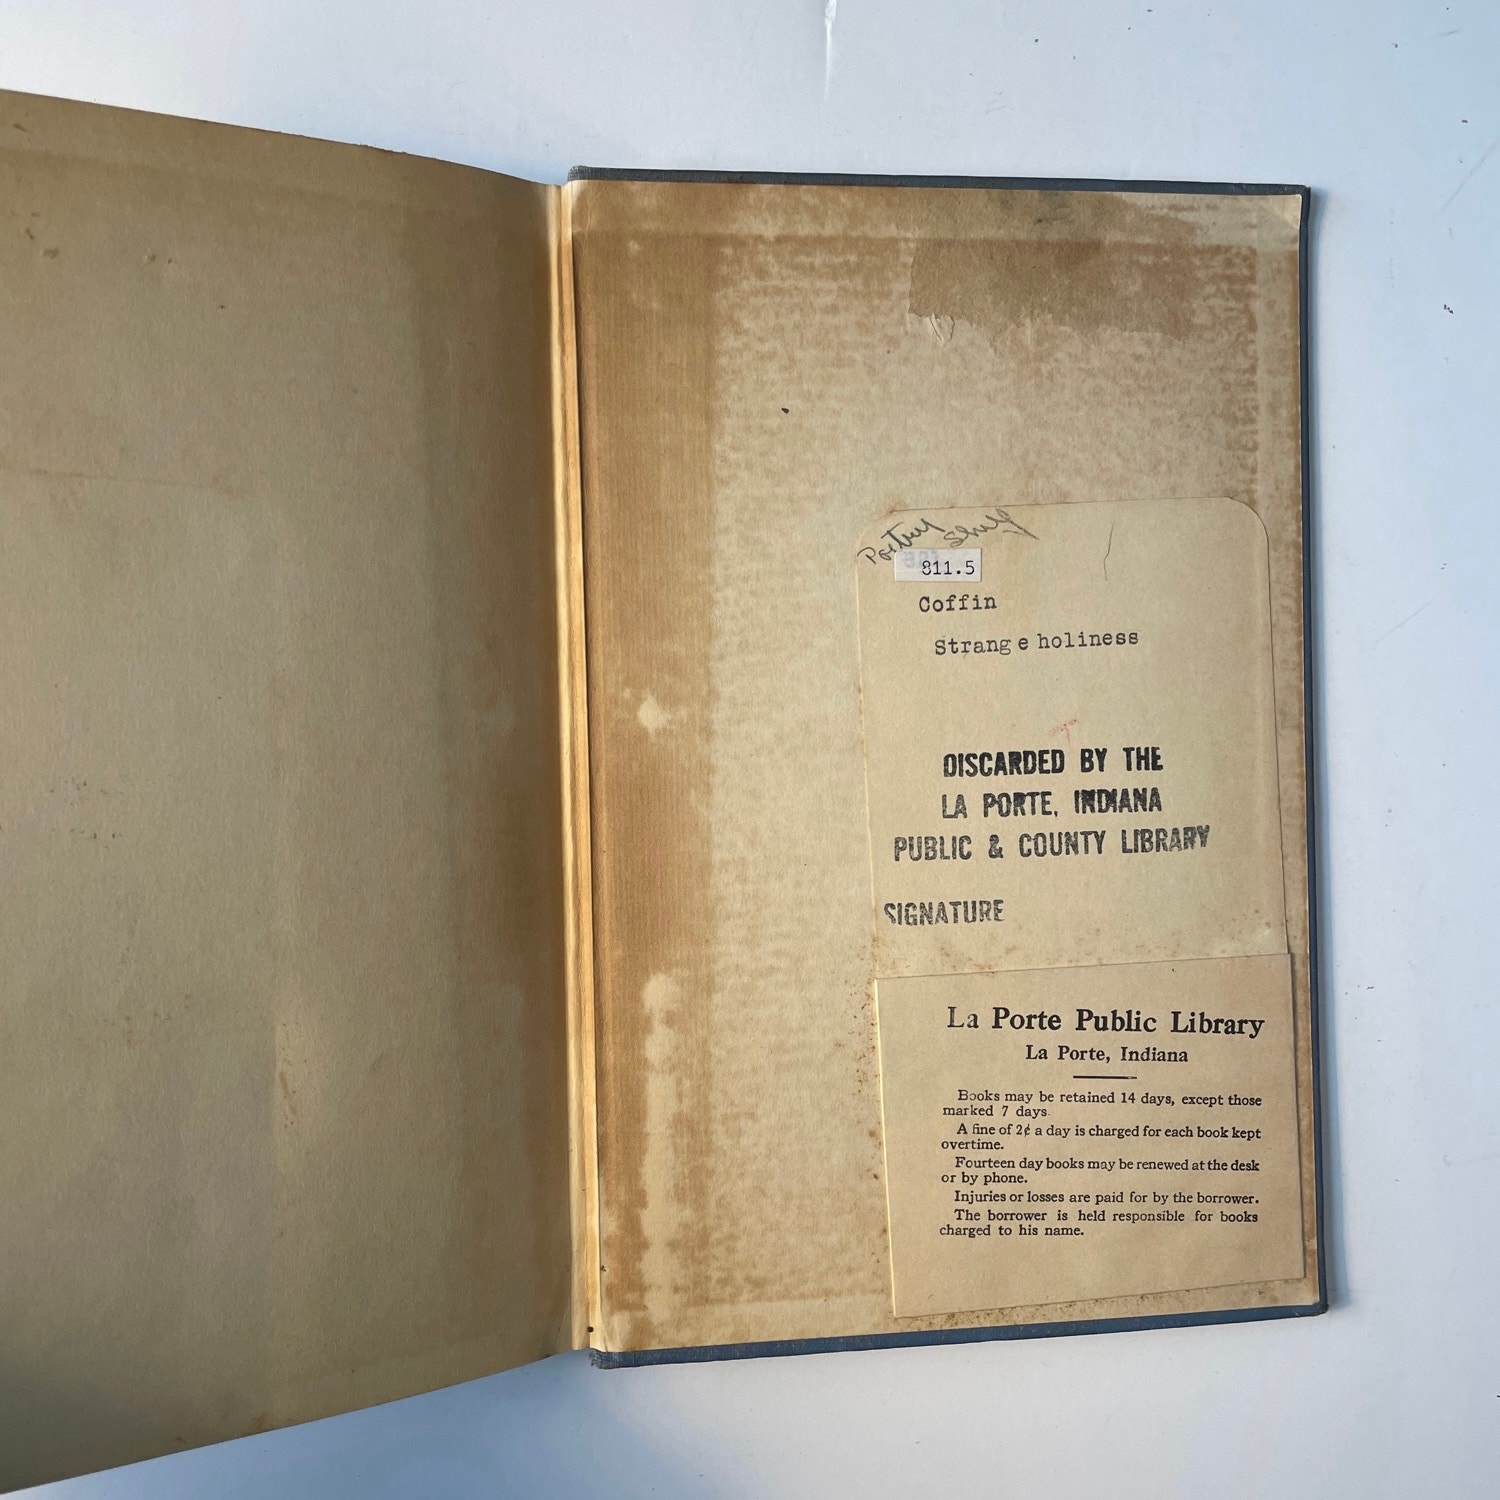 Poetry Shelf
811.5
Coffin
Strange holiness
DISCARDED BY THE
LA PORTE, INDIANA
PUBLIC & COUNTY LIBRARY
SIGNATURE
La Porte Public Library
La Porte, Indiana
Books may be retained 14 days, except those
marked 7 days.
A fine of 2¢ a day is charged for each book kept
overtime.
Fourteen day books may be renewed at the desk
or by phone.
Injuries or losses are paid for by the borrower.
The borrower is held responsible for books
charged to his name.